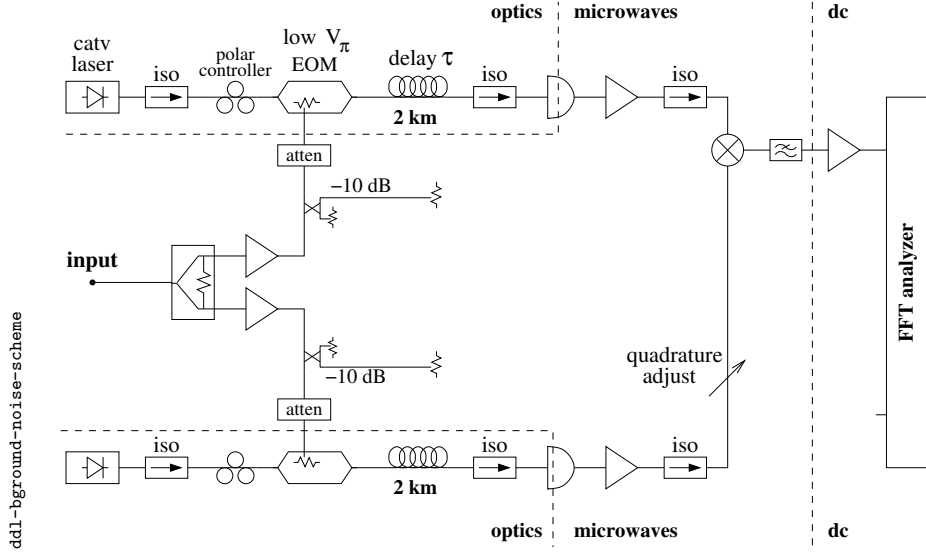 optics microwaves dc
catv
laser
iso
polar
controller
low Vπ
EOM
delay τ
iso
iso
2 km
atten
−10 dB
input
FFT analyzer
quadrature
adjust
−10 dB
atten
iso
iso
iso
2 km
optics microwaves dc
ddl-bground-noise-scheme